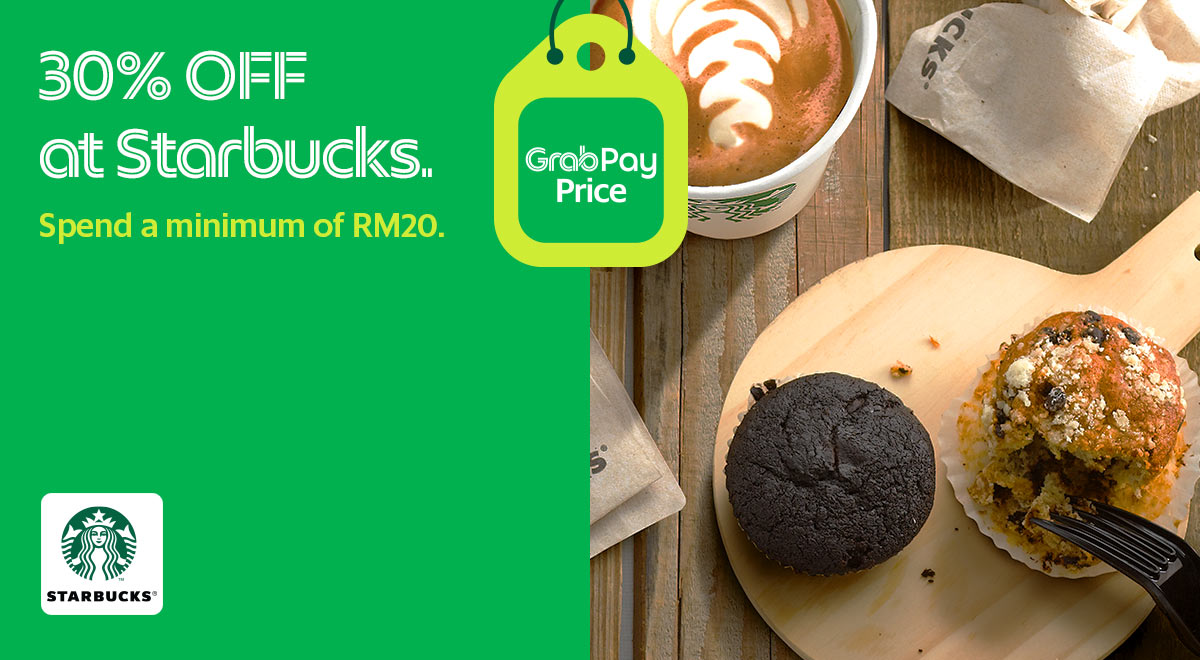 30% OFF
at Starbucks.
Spend a minimum of RM20.
GrabPay
Price
STARBUCKS®